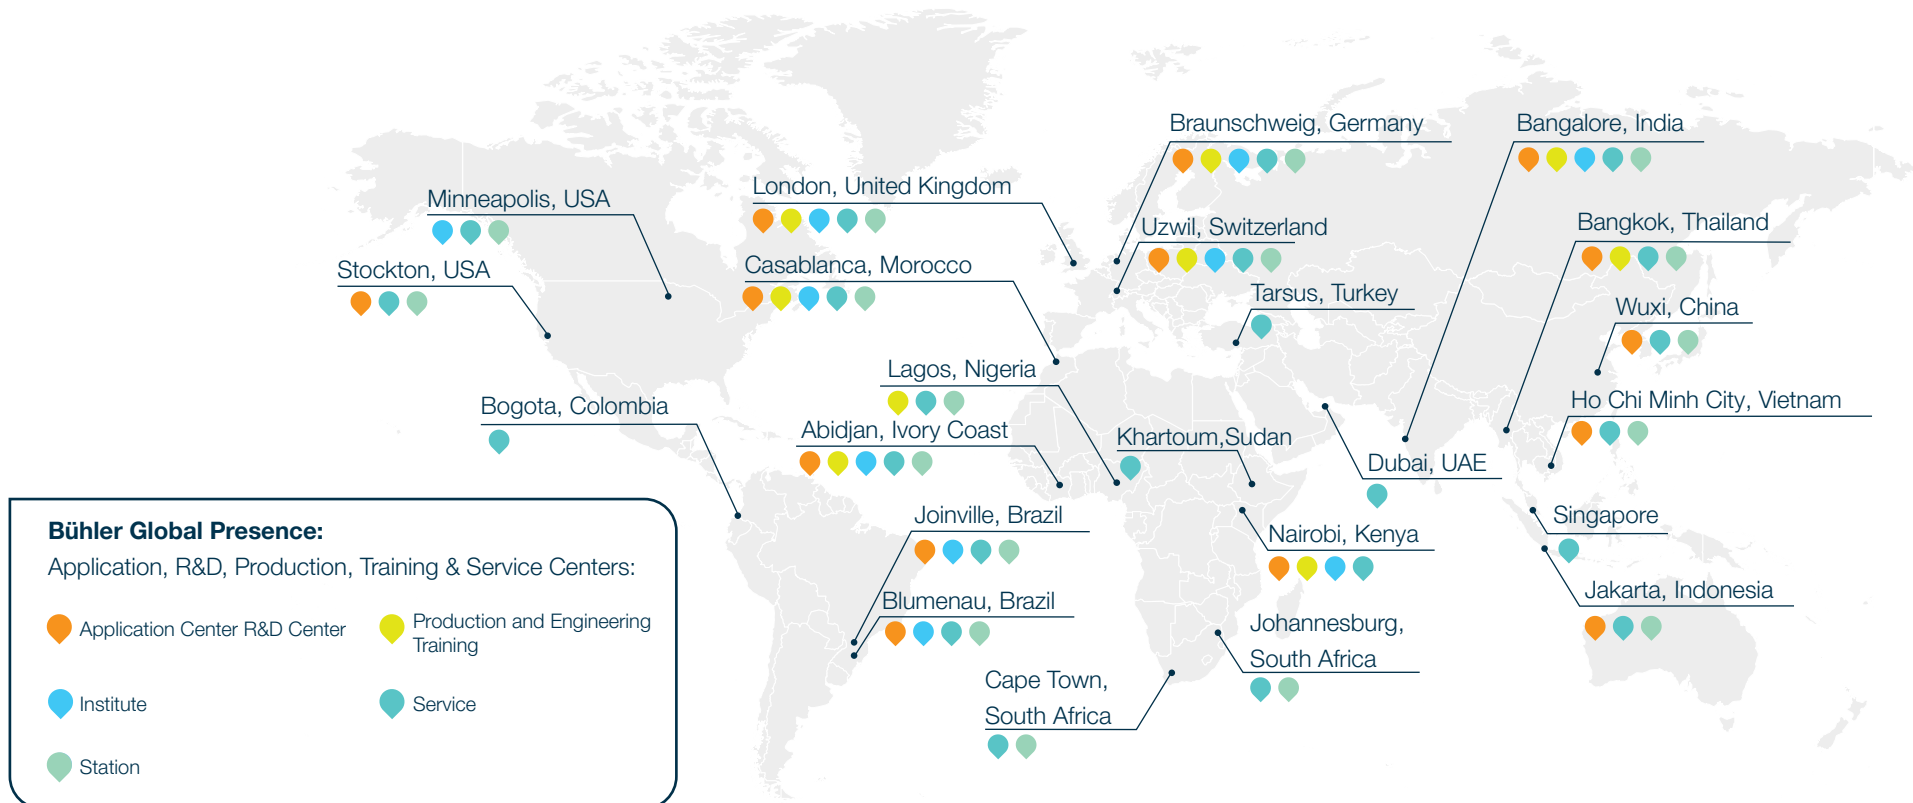 Braunschweig, Germany
Bangalore, India
Minneapolis, USA
London, United Kingdom
Uzwil, Switzerland
Bangkok, Thailand
Stockton, USA
Casablanca, Morocco
Tarsus, Turkey
Wuxi, China
Lagos, Nigeria
Bogota, Colombia
Ho Chi Minh City, Vietnam
Abidjan, Ivory Coast
Khartoum,Sudan
Dubai, UAE
Joinville, Brazil
Singapore
Nairobi, Kenya
Blumenau, Brazil
Jakarta, Indonesia
Johannesburg,
South Africa
Cape Town,
South Africa
Bühler Global Presence:
Application, R&D, Production, Training & Service Centers:
Application Center R&D Center
Production and Engineering
Training
Institute
Service
Station